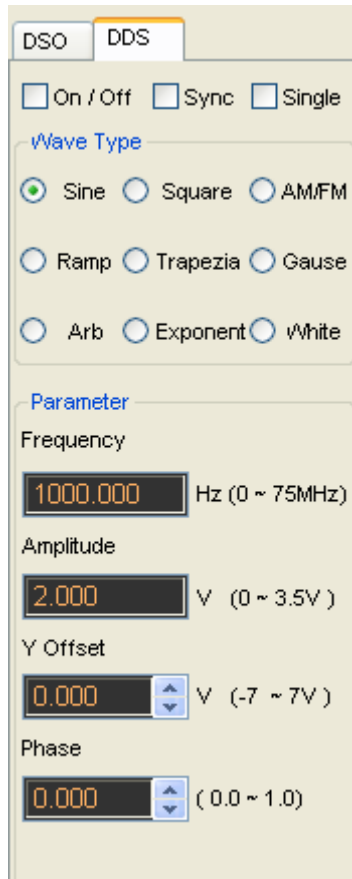 DSO DDS
On / Off Sync Single
Wave Type
Sine Square AM/FM
Ramp Trapezia Gause
Arb Exponent White
Parameter
Frequency
1000.000 Hz (0 ~ 75MHz)
Amplitude
2.000 V (0 ~ 3.5V )
Y Offset
0.000 V (-7 ~ 7V )
Phase
0.000 ( 0.0 ~ 1.0)